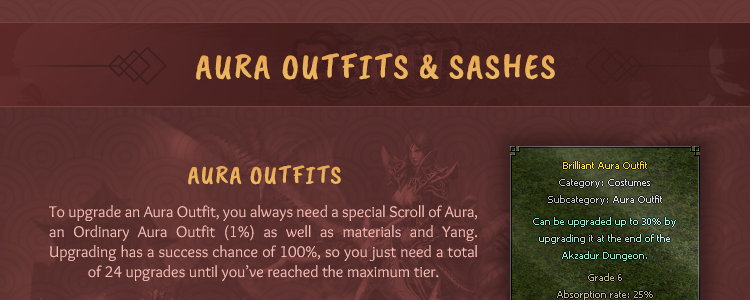 AURA OUTFITS & SASHES
AURA OUTFITS
To upgrade an Aura Outfit, you always need a special Scroll of Aura,
an Ordinary Aura Outfit (1%) as well as materials and Yang.
Upgrading has a success chance of 100%, so you just need a total
of 24 upgrades until you’ve reached the maximum tier.
Brilliant Aura Outfit
Category: Costumes
Subcategory: Aura Outfit
Can be upgraded up to 30% by
upgrading it at the end of the
Akzadur Dungeon.
Grade 6
Absorption rate: 25%